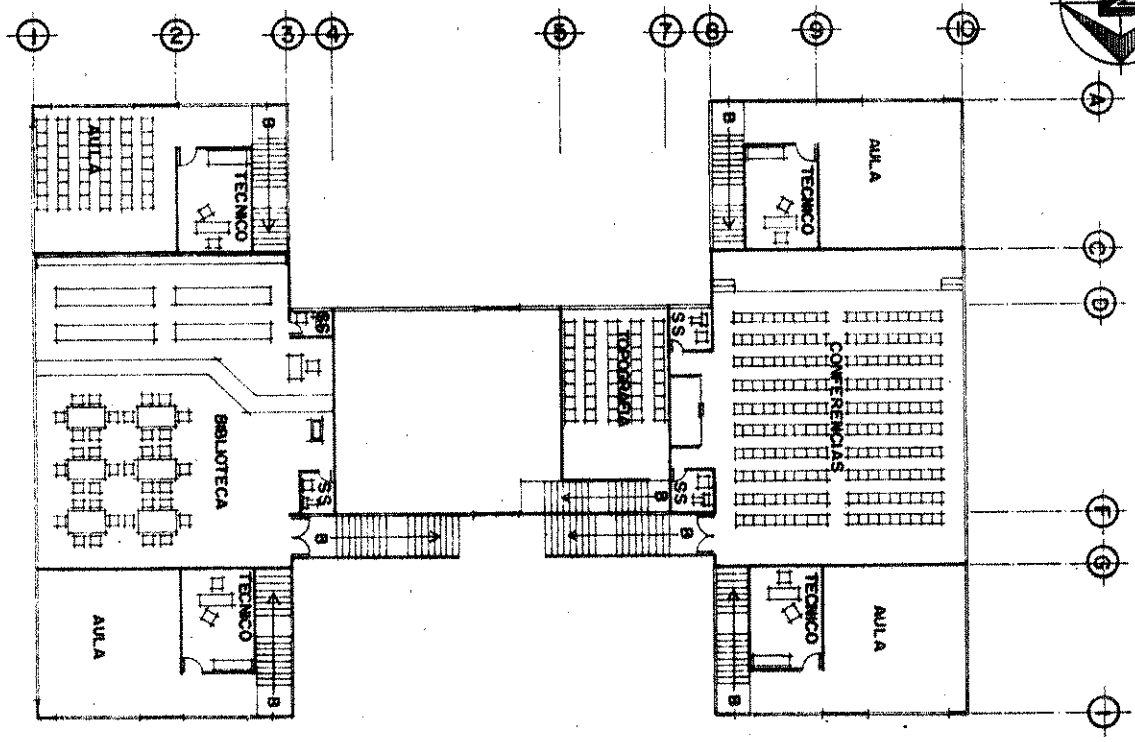 1
2
3
4
5
7
8
9
10
N
A
C
D
F
G
I
B
AULA
TECNICO
B
TECNICO
AULA
SS
TOPOGRAFIA
SS
CONFERENCIAS
BIBLIOTECA
SS
B
SS
B
B
AULA
TECNICO
B
TECNICO
AULA
B